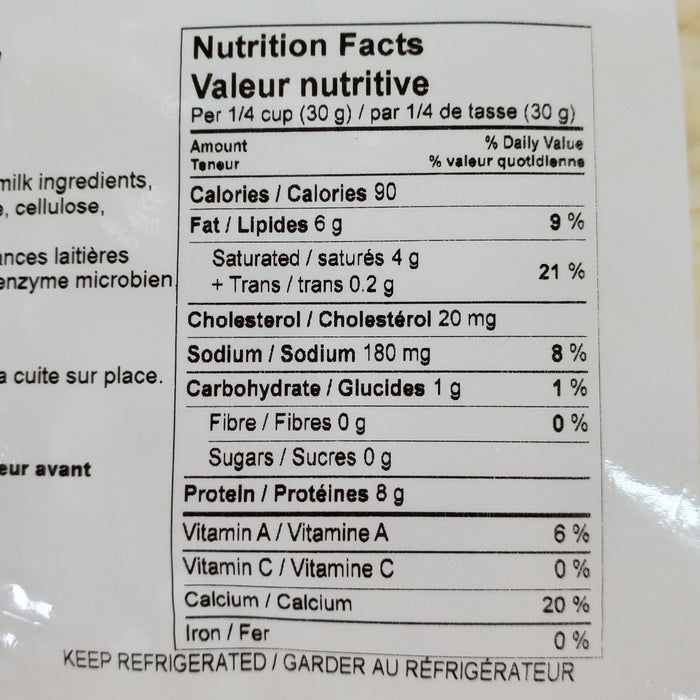 Nutrition Facts
Valeur nutritive
Per 1/4 cup (30 g) / par 1/4 de tasse (30 g)
Amount % Daily Value
Teneur % valeur quotidienne
Calories / Calories 90
Fat / Lipides 6 g 9 %
Saturated / saturés 4 g
+ Trans / trans 0.2 g 21 %
Cholesterol / Cholestérol 20 mg
Sodium / Sodium 180 mg 8 %
Carbohydrate / Glucides 1 g 1 %
Fibre / Fibres 0 g 0 %
Sugars / Sucres 0 g
Protein / Protéines 8 g
Vitamin A / Vitamine A 6 %
Vitamin C / Vitamine C 0 %
Calcium / Calcium 20 %
Iron / Fer 0 %
KEEP REFRIGERATED / GARDER AU RÉFRIGÉRATEUR
milk ingredients,
cellulose,
laitières
enzyme microbien
cuite sur place.
avant